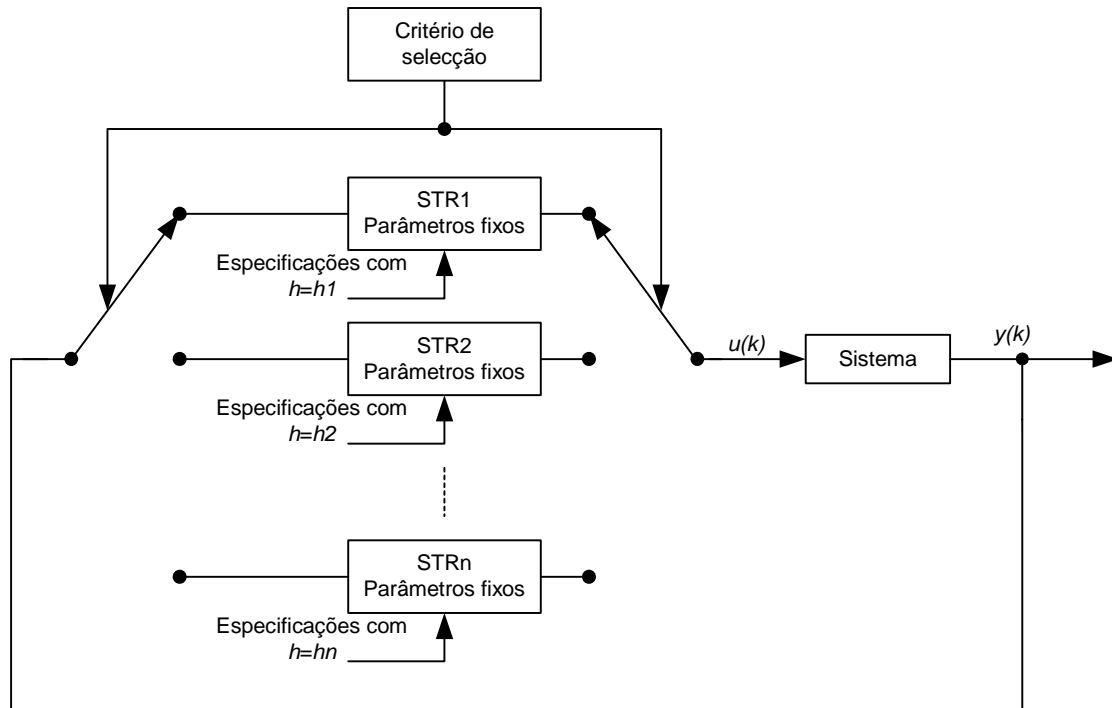 Critério de
selecção
STR1
Parâmetros fixos
Especificações com
h=h1
STR2
Parâmetros fixos
u(k)
Sistema
y(k)
Especificações com
h=h2
STRn
Parâmetros fixos
Especificações com
h=hn